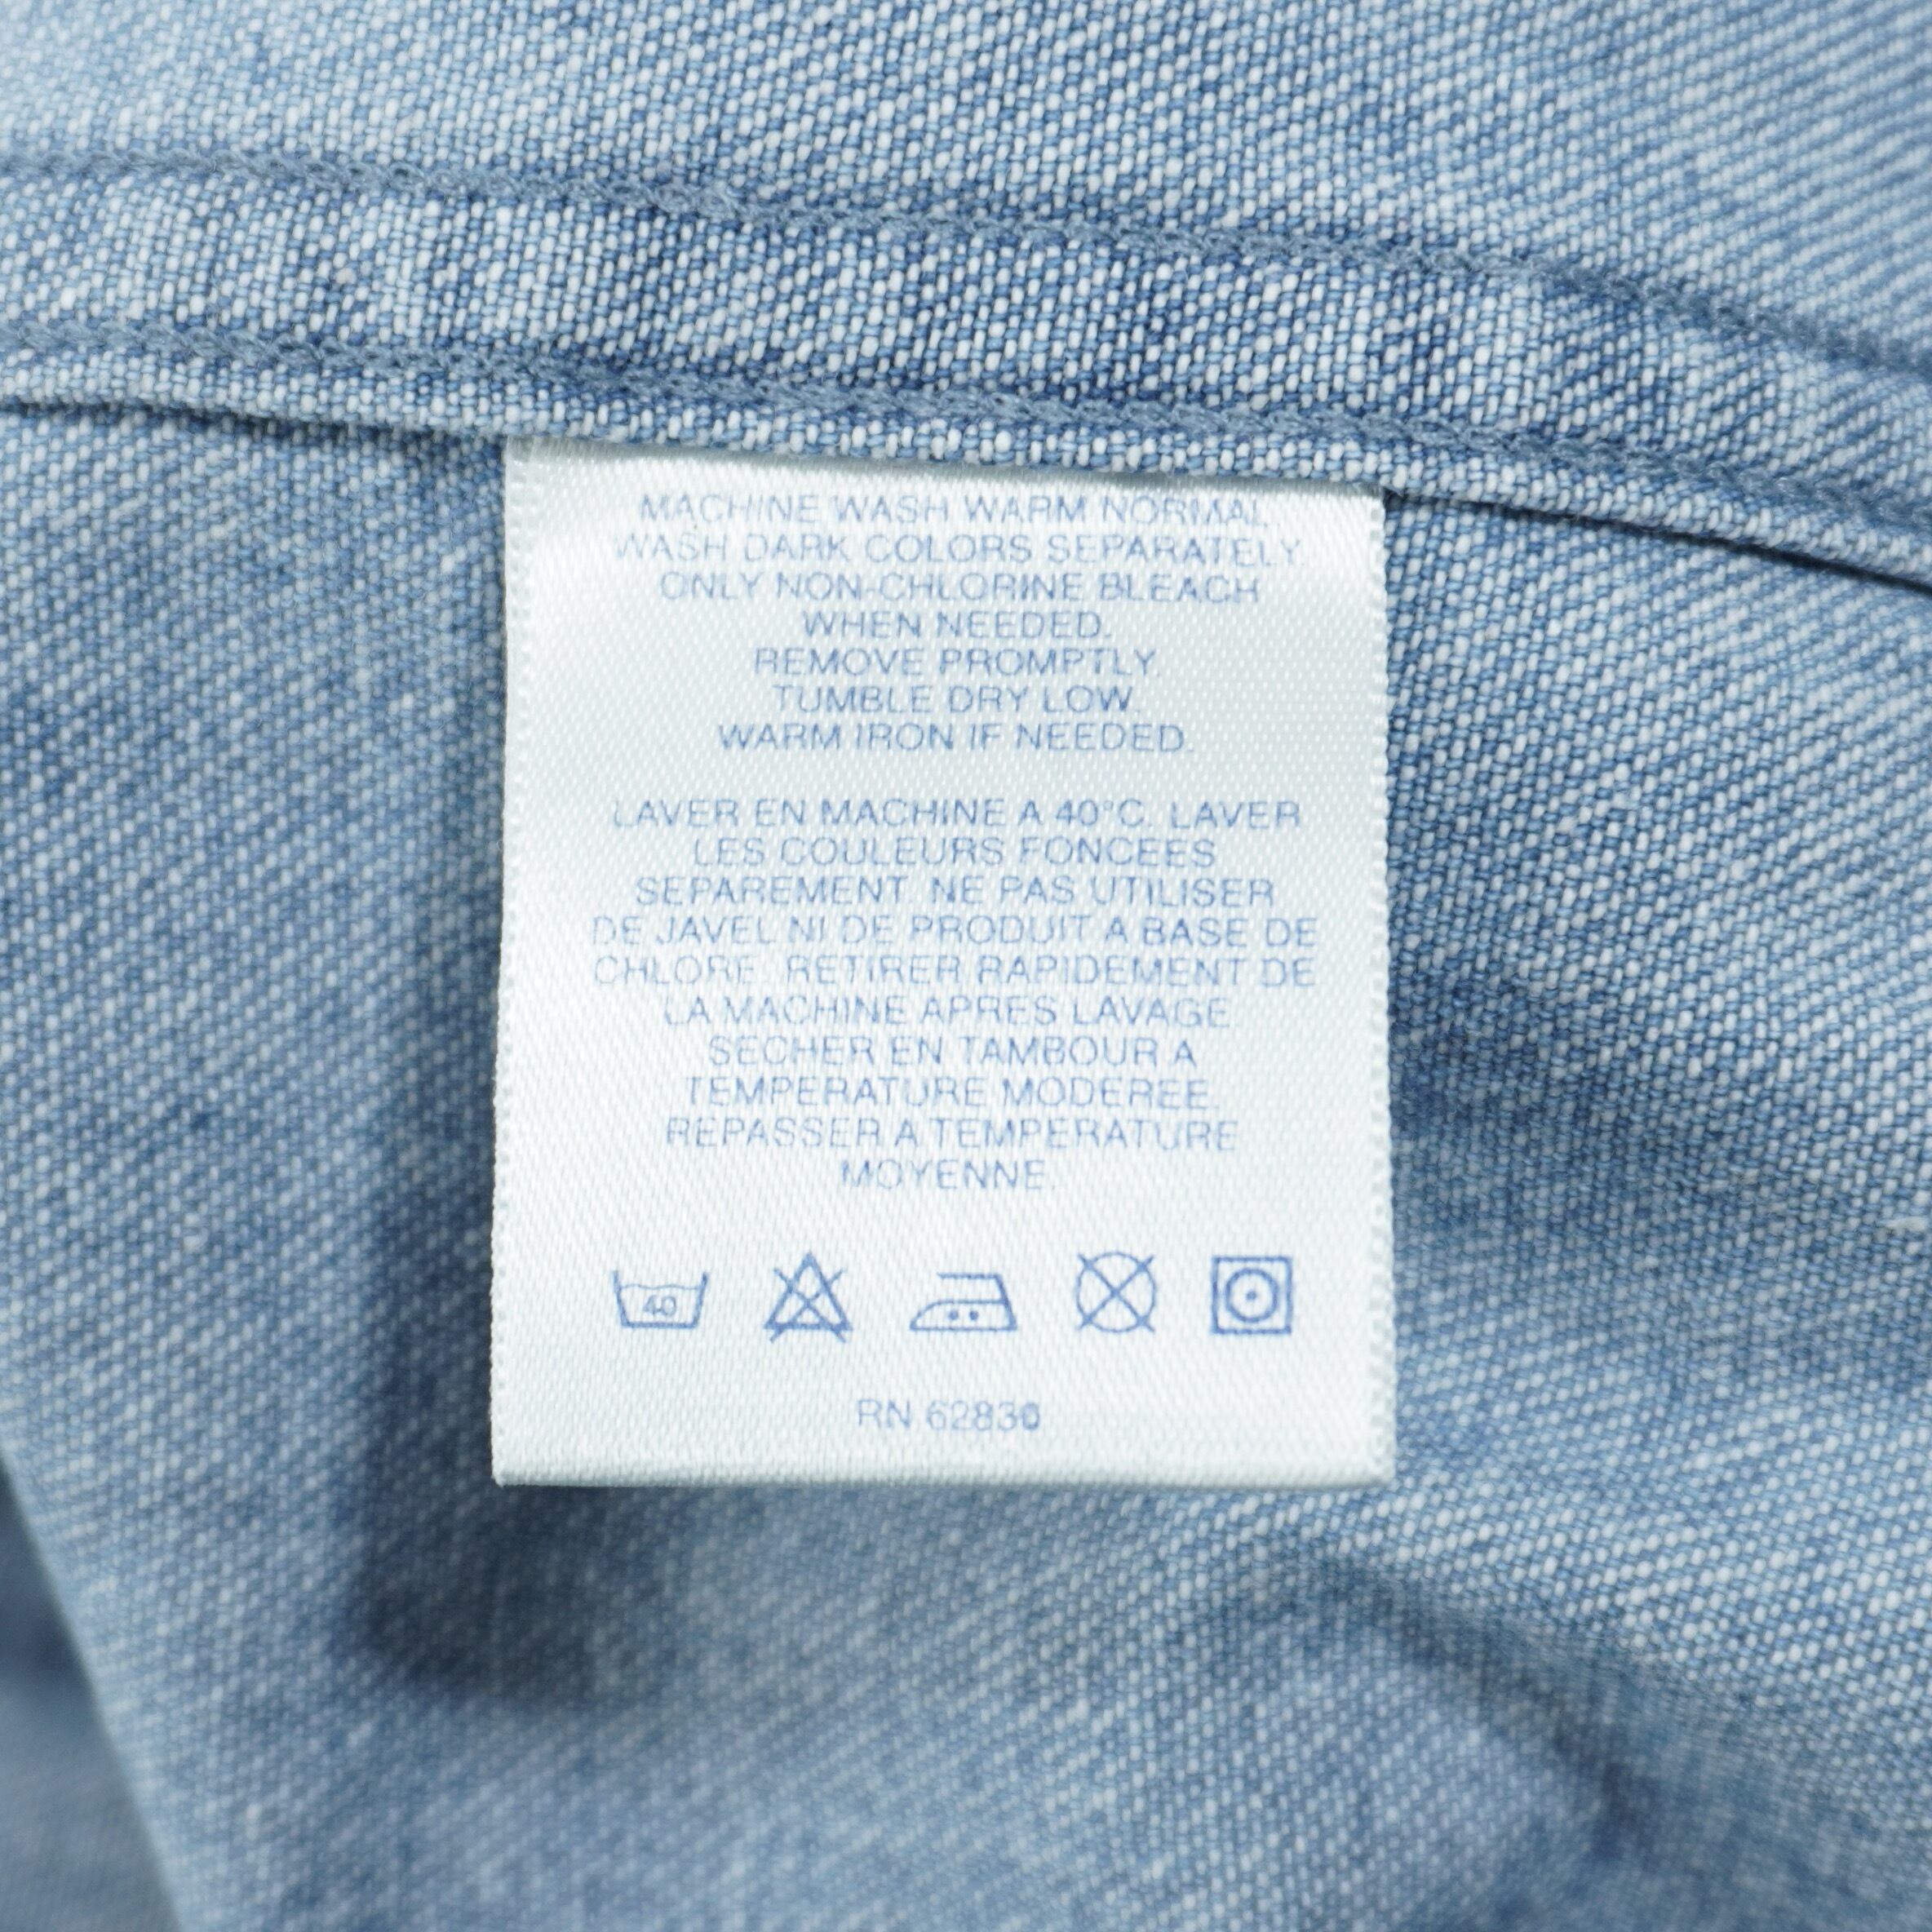 MACHINE WASH WARM NORMAL
WASH DARK COLORS SEPARATELY
ONLY NON-CHLORINE BLEACH
WHEN NEEDED.
REMOVE PROMPTLY
TUMBLE DRY LOW.
WARM IRON IF NEEDED.
LAVER EN MACHINE A 40°C. LAVER
LES COULEURS FONCEES
SEPAREMENT. NE PAS UTILISER
DE JAVEL NI DE PRODUIT A BASE DE
CHLORE. RETIRER RAPIDEMENT DE
LA MACHINE APRES LAVAGE
SECHER EN TAMBOUR A
TEMPERATURE MODEREE
REPASSER A TEMPERATURE
MOYENNE.
40
RN 62830